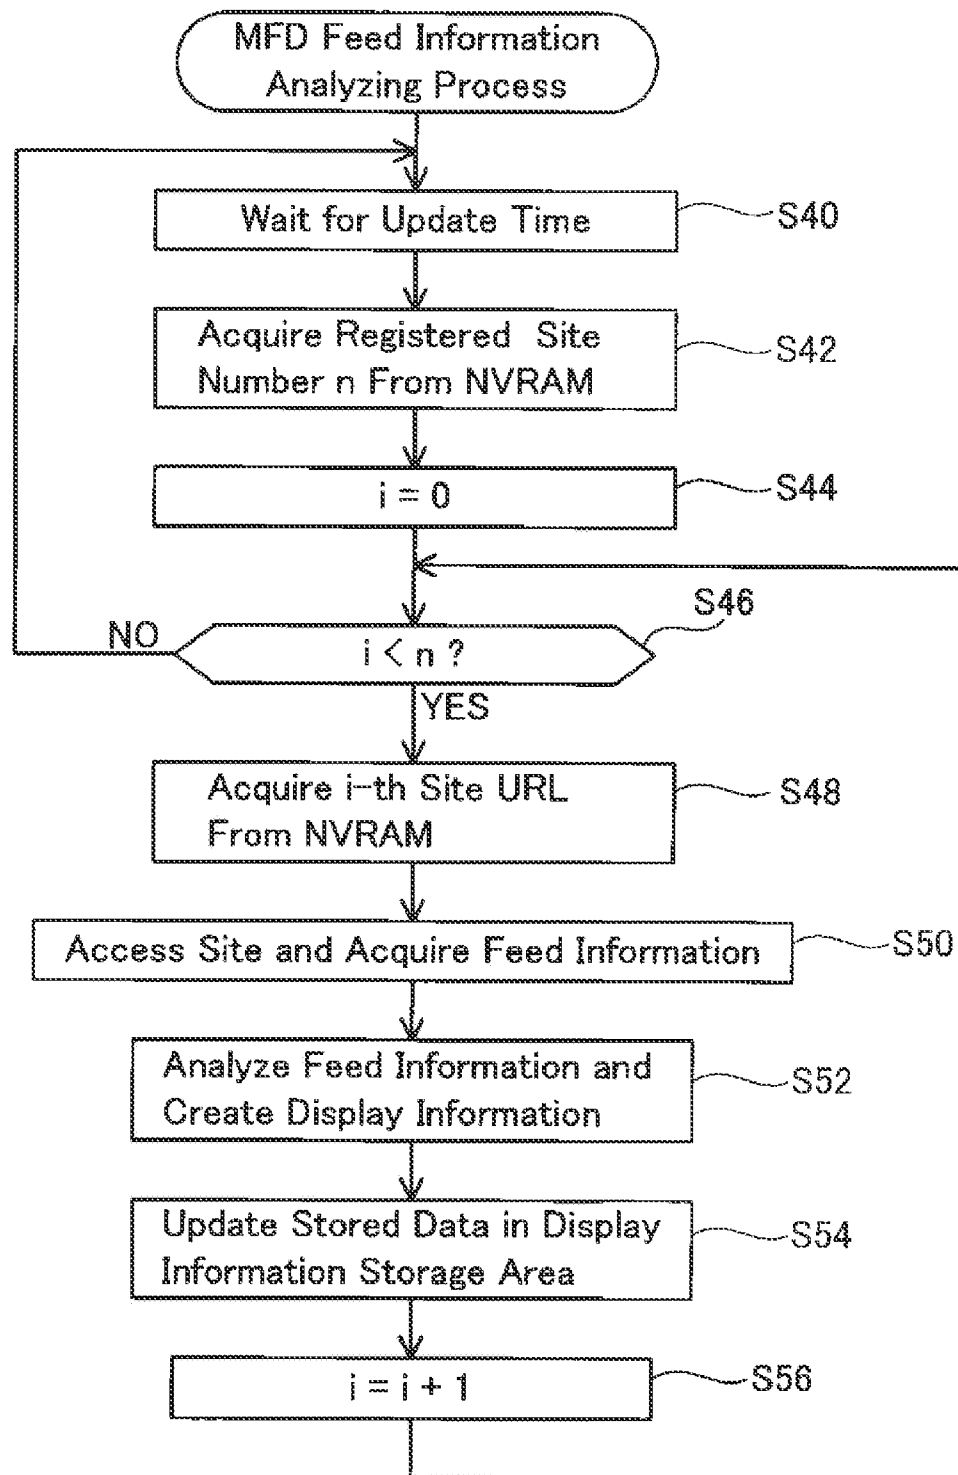 MFD Feed Information
Analyzing Process
Wait for Update Time
S40
Acquire Registered Site
Number n From NVRAM
S42
i = 0
S44
S46
NO
i < n ?
YES
Acquire i-th Site URL
From NVRAM
S48
Access Site and Acquire Feed Information
S50
Analyze Feed Information and
Create Display Information
S52
Update Stored Data in Display
Information Storage Area
S54
i = i + 1
S56